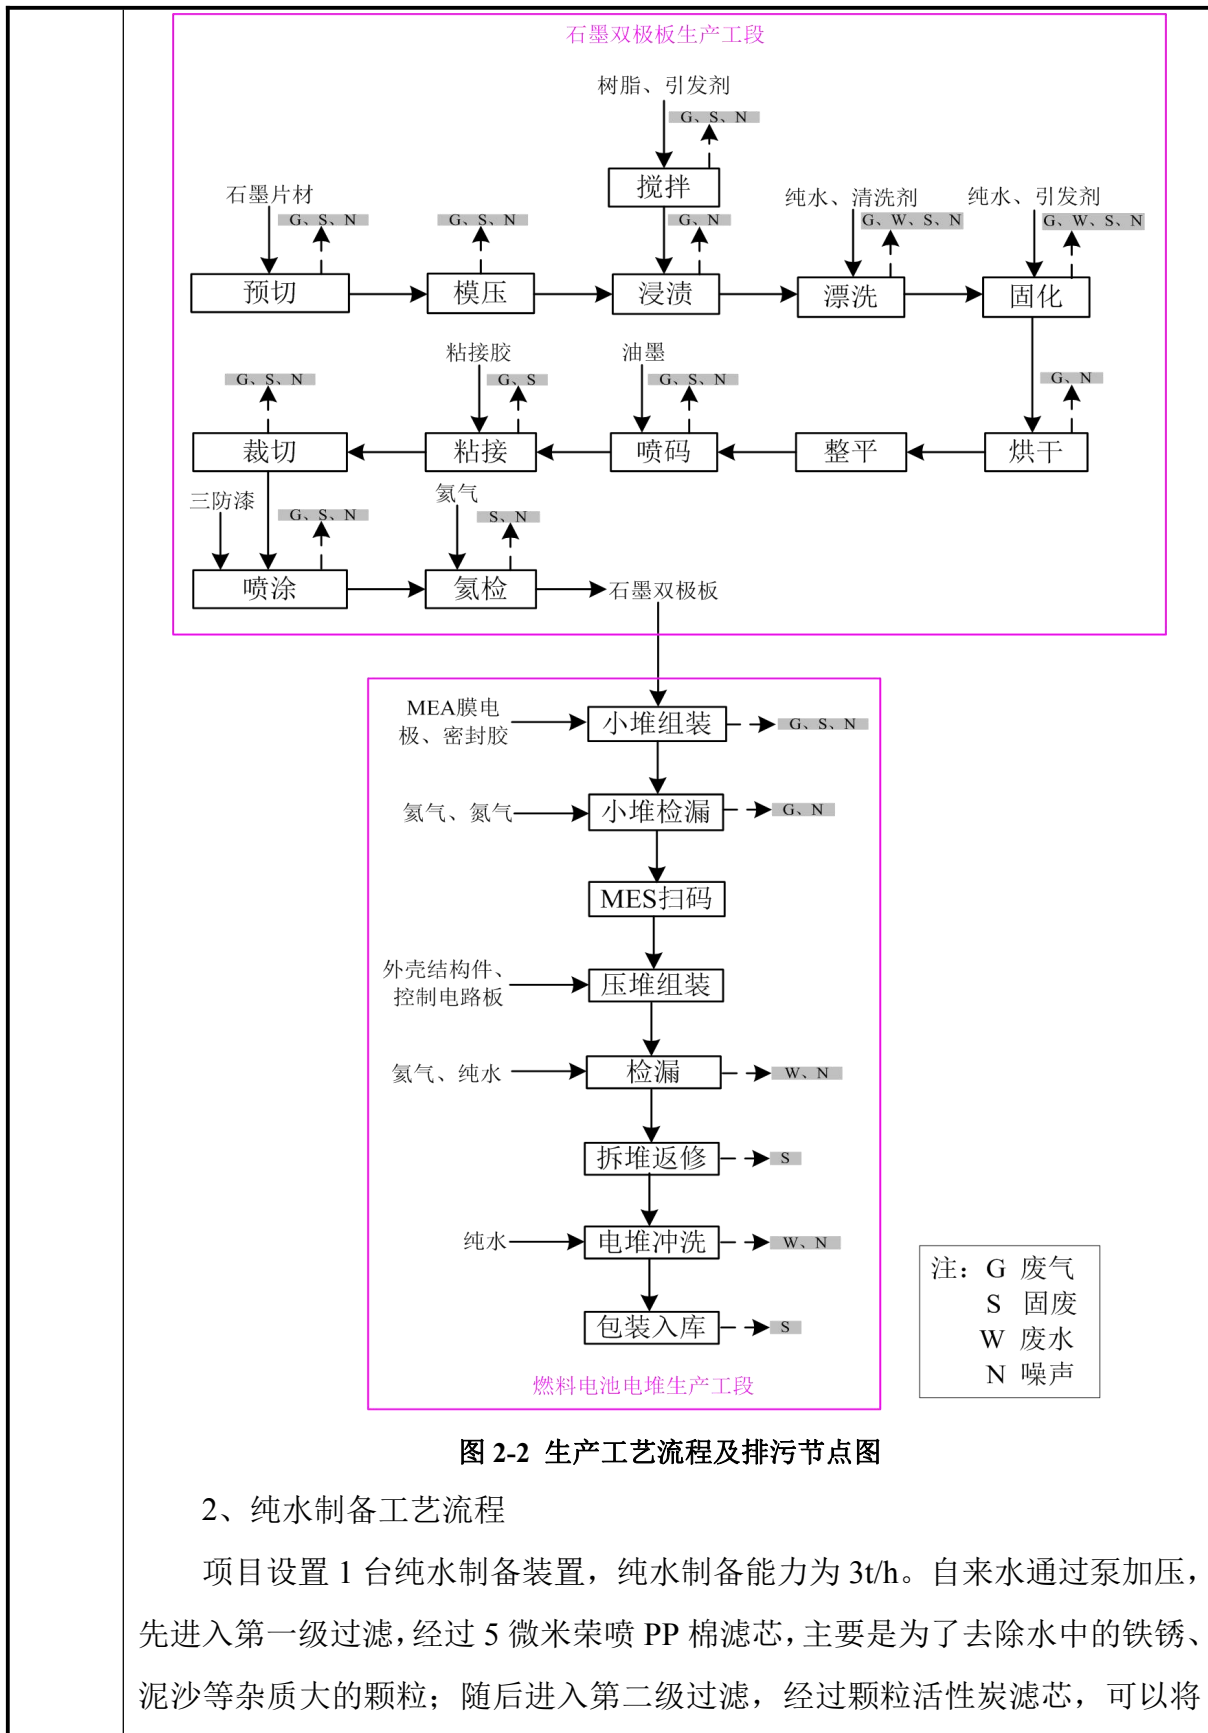 石墨双极板生产工段
树脂、引发剂
G、S、N
搅拌
石墨片材
G、S、N
G、S、N
G、N
纯水、清洗剂
G、W、S、N
纯水、引发剂
G、W、S、N
预切
模压
浸渍
漂洗
固化
粘接胶
油墨
G、S、N
G、S
G、S、N
G、N
裁切
粘接
喷码
整平
烘干
三防漆
G、S、N
氦气
S、N
喷涂
氦检
石墨双极板
MEA膜电
极、密封胶
小堆组装
G、S、N
氦气、氮气
小堆检漏
G、N
MES扫码
外壳结构件、
控制电路板
压堆组装
氦气、纯水
检漏
W、N
拆堆返修
S
纯水
电堆冲洗
W、N
包装入库
S
燃料电池电堆生产工段
注：G 废气
S 固废
W 废水
N 噪声
图 2-2 生产工艺流程及排污节点图
2、纯水制备工艺流程
项目设置 1 台纯水制备装置，纯水制备能力为 3t/h。自来水通过泵加压，
先进入第一级过滤，经过 5 微米荣喷 PP 棉滤芯，主要是为了去除水中的铁锈、
泥沙等杂质大的颗粒；随后进入第二级过滤，经过颗粒活性炭滤芯，可以将